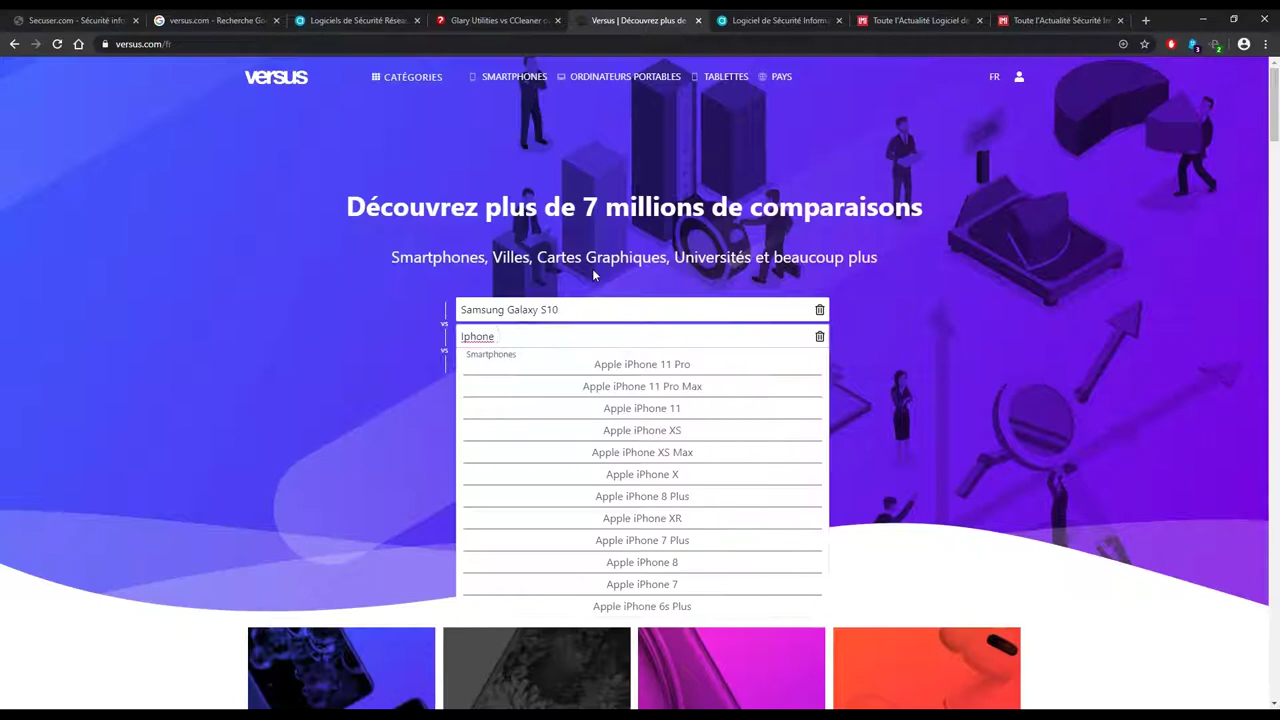 Secuser.com - Sécurité inf
versus.com - Recherche Go
Logiciels de Sécurité Résea
Glary Utilities vs CCleaner c
Versus | Découvrez plus de
Logiciel de Sécurité Inform
Toute l'Actualité Logiciel de
Toute l'Actualité Sécurité In
versus.com/fr
3
2
versus
CATÉGORIES
SMARTPHONES
ORDINATEURS PORTABLES
TABLETTES
PAYS
FR
Découvrez plus de 7 millions de comparaisons
Smartphones, Villes, Cartes Graphiques, Universités et beaucoup plus
Samsung Galaxy S10
vs
Iphone
vs
Smartphones
Apple iPhone 11 Pro
Apple iPhone 11 Pro Max
Apple iPhone 11
Apple iPhone XS
Apple iPhone XS Max
Apple iPhone X
Apple iPhone 8 Plus
Apple iPhone XR
Apple iPhone 7 Plus
Apple iPhone 8
Apple iPhone 7
Apple iPhone 6s Plus